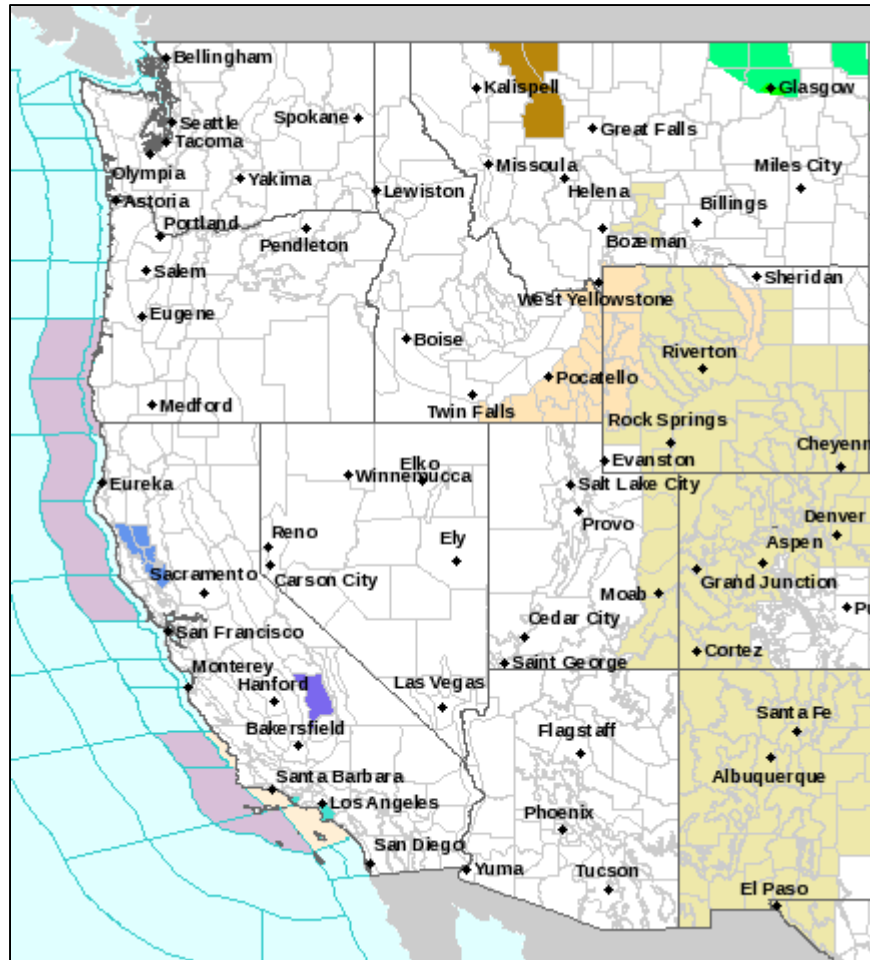 Bellingham
Kalispell
Glasgow
Seattle
Spokane
Tacoma
Great Falls
Olympia
Missoula
Miles City
Yakima
Lewiston
Helena
Astoria
Billings
Portland
Pendleton
Bozeman
Salem
Sheridan
West Yellowstone
Eugene
Boise
Riverton
Pocatello
Medford
Twin Falls
Rock Springs
Cheyenn
Elko
Evanston
Winnemucca
Eureka
Salt Lake City
Provo
Denver
Reno
Ely
Aspen
Sacramento
Carson City
Grand Junction
Moab
Pu
Cedar City
San Francisco
Cortez
Saint George
Monterey
Hanford
Las Vegas
Santa Fe
Bakersfield
Flagstaff
Albuquerque
Santa Barbara
Los Angeles
Phoenix
San Diego
Yuma
Tucson
El Paso